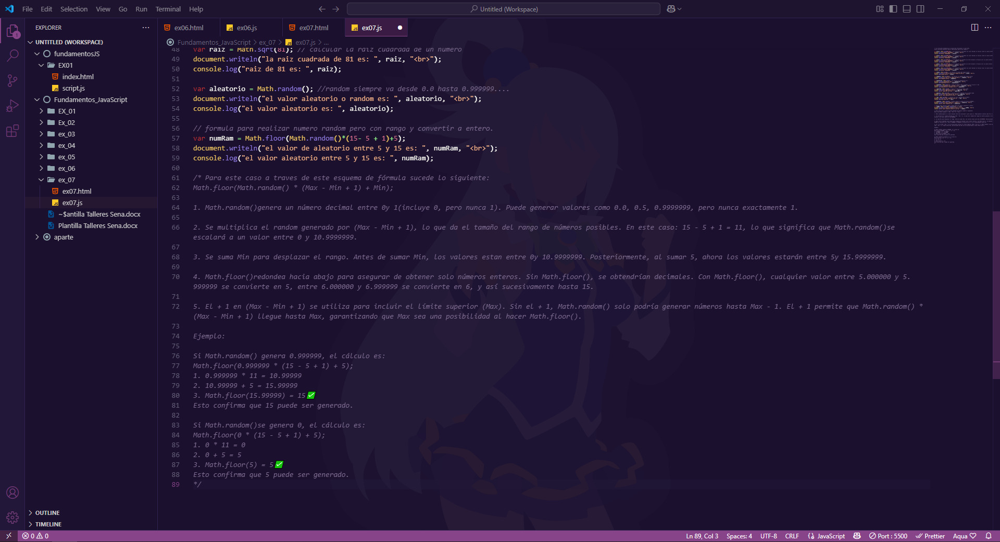 File Edit Selection View Go Run Terminal Help
Untitled (Workspace)
EXPLORER
UNTITLED (WORKSPACE)
fundamentosJS
EX01
index.html
script.js
Fundamentos_JavaScript
EX_01
Ex_02
ex_03
ex_04
ex_05
ex_06
ex_07
ex07.html
ex07.js
~$antilla Talleres Sena.docx
Plantilla Talleres Sena.docx
aparte
OUTLINE
TIMELINE
ex06.html ex06.js ex07.html ex07.js
Fundamentos_JavaScript > ex_07 > ex07.js > ...
48 var raiz = Math.sqrt(81); // calcular la raiz cuadrada de un numero
49 document.writeln("la raiz cuadrada de 81 es: ", raiz, "<br>");
50 console.log("raiz de 81 es: ", raiz);
51
52 var aleatorio = Math.random(); //random siempre va desde 0.0 hasta 0.999999....
53 document.writeln("el valor aleatorio o random es: ", aleatorio, "<br>");
54 console.log("el valor aleatorio es: ", aleatorio);
55
56 // formula para realizar numero random pero con rango y convertir a entero.
57 var numRam = Math.floor(Math.random()*(15- 5 + 1)+5);
58 document.writeln("el valor de aleatorio entre 5 y 15 es: ", numRam, "<br>");
59 console.log("el valor aleatorio entre 5 y 15 es: ", numRam);
60
61 /* Para este caso a traves de este esquema de fórmula sucede lo siguiente:
62 Math.floor(Math.random() * (Max - Min + 1) + Min);
63
64 1. Math.random()genera un número decimal entre 0y 1(incluye 0, pero nunca 1). Puede generar valores como 0.0, 0.5, 0.9999999, pero nunca exactamente 1.
65
66 2. Se multiplica el random generado por (Max - Min + 1), lo que da el tamaño del rango de números posibles. En este caso: 15 - 5 + 1 = 11, lo que significa que Math.random()se
escalará a un valor entre 0 y 10.9999999.
67
68 3. Se suma Min para desplazar el rango. Antes de sumar Min, los valores estan entre 0y 10.9999999. Posteriormente, al sumar 5, ahora los valores estarán entre 5y 15.9999999.
69
70 4. Math.floor()redondea hacia abajo para asegurar de obtener solo números enteros. Sin Math.floor(), se obtendrían decimales. Con Math.floor(), cualquier valor entre 5.000000 y 5.
999999 se convierte en 5, entre 6.000000 y 6.999999 se convierte en 6, y así sucesivamente hasta 15.
71
72 5. El + 1 en (Max - Min + 1) se utiliza para incluir el límite superior (Max). Sin el + 1, Math.random() solo podría generar números hasta Max - 1. El + 1 permite que Math.random() *
(Max - Min + 1) llegue hasta Max, garantizando que Max sea una posibilidad al hacer Math.floor().
73
74 Ejemplo:
75
76 Si Math.random() genera 0.999999, el cálculo es:
77 Math.floor(0.999999 * (15 - 5 + 1) + 5);
78 1. 0.999999 * 11 = 10.99999
79 2. 10.99999 + 5 = 15.99999
80 3. Math.floor(15.99999) = 15✅
81 Esto confirma que 15 puede ser generado.
82
83 Si Math.random()se genera 0, el cálculo es:
84 Math.floor(0 * (15 - 5 + 1) + 5);
85 1. 0 * 11 = 0
86 2. 0 + 5 = 5
87 3. Math.floor(5) = 5✅
88 Esto confirma que 5 puede ser generado.
89 */
0 0 Ln 89, Col 3 Spaces: 4 UTF-8 CRLF JavaScript Port : 5500 Prettier Aqua